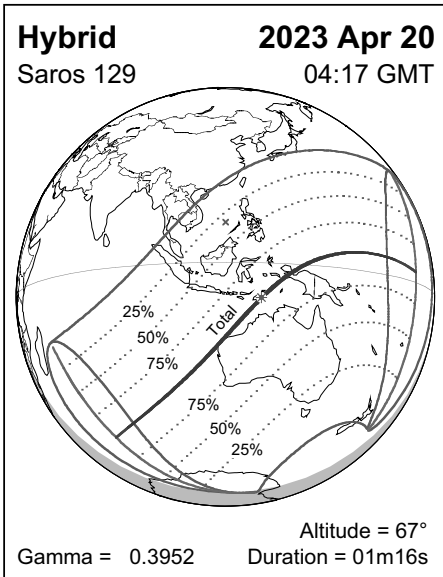 Hybrid 2023 Apr 20
Saros 129 04:17 GMT
25%
50%
75%
Total
75%
50%
25%
Altitude = 67°
Gamma = 0.3952 Duration = 01m16s